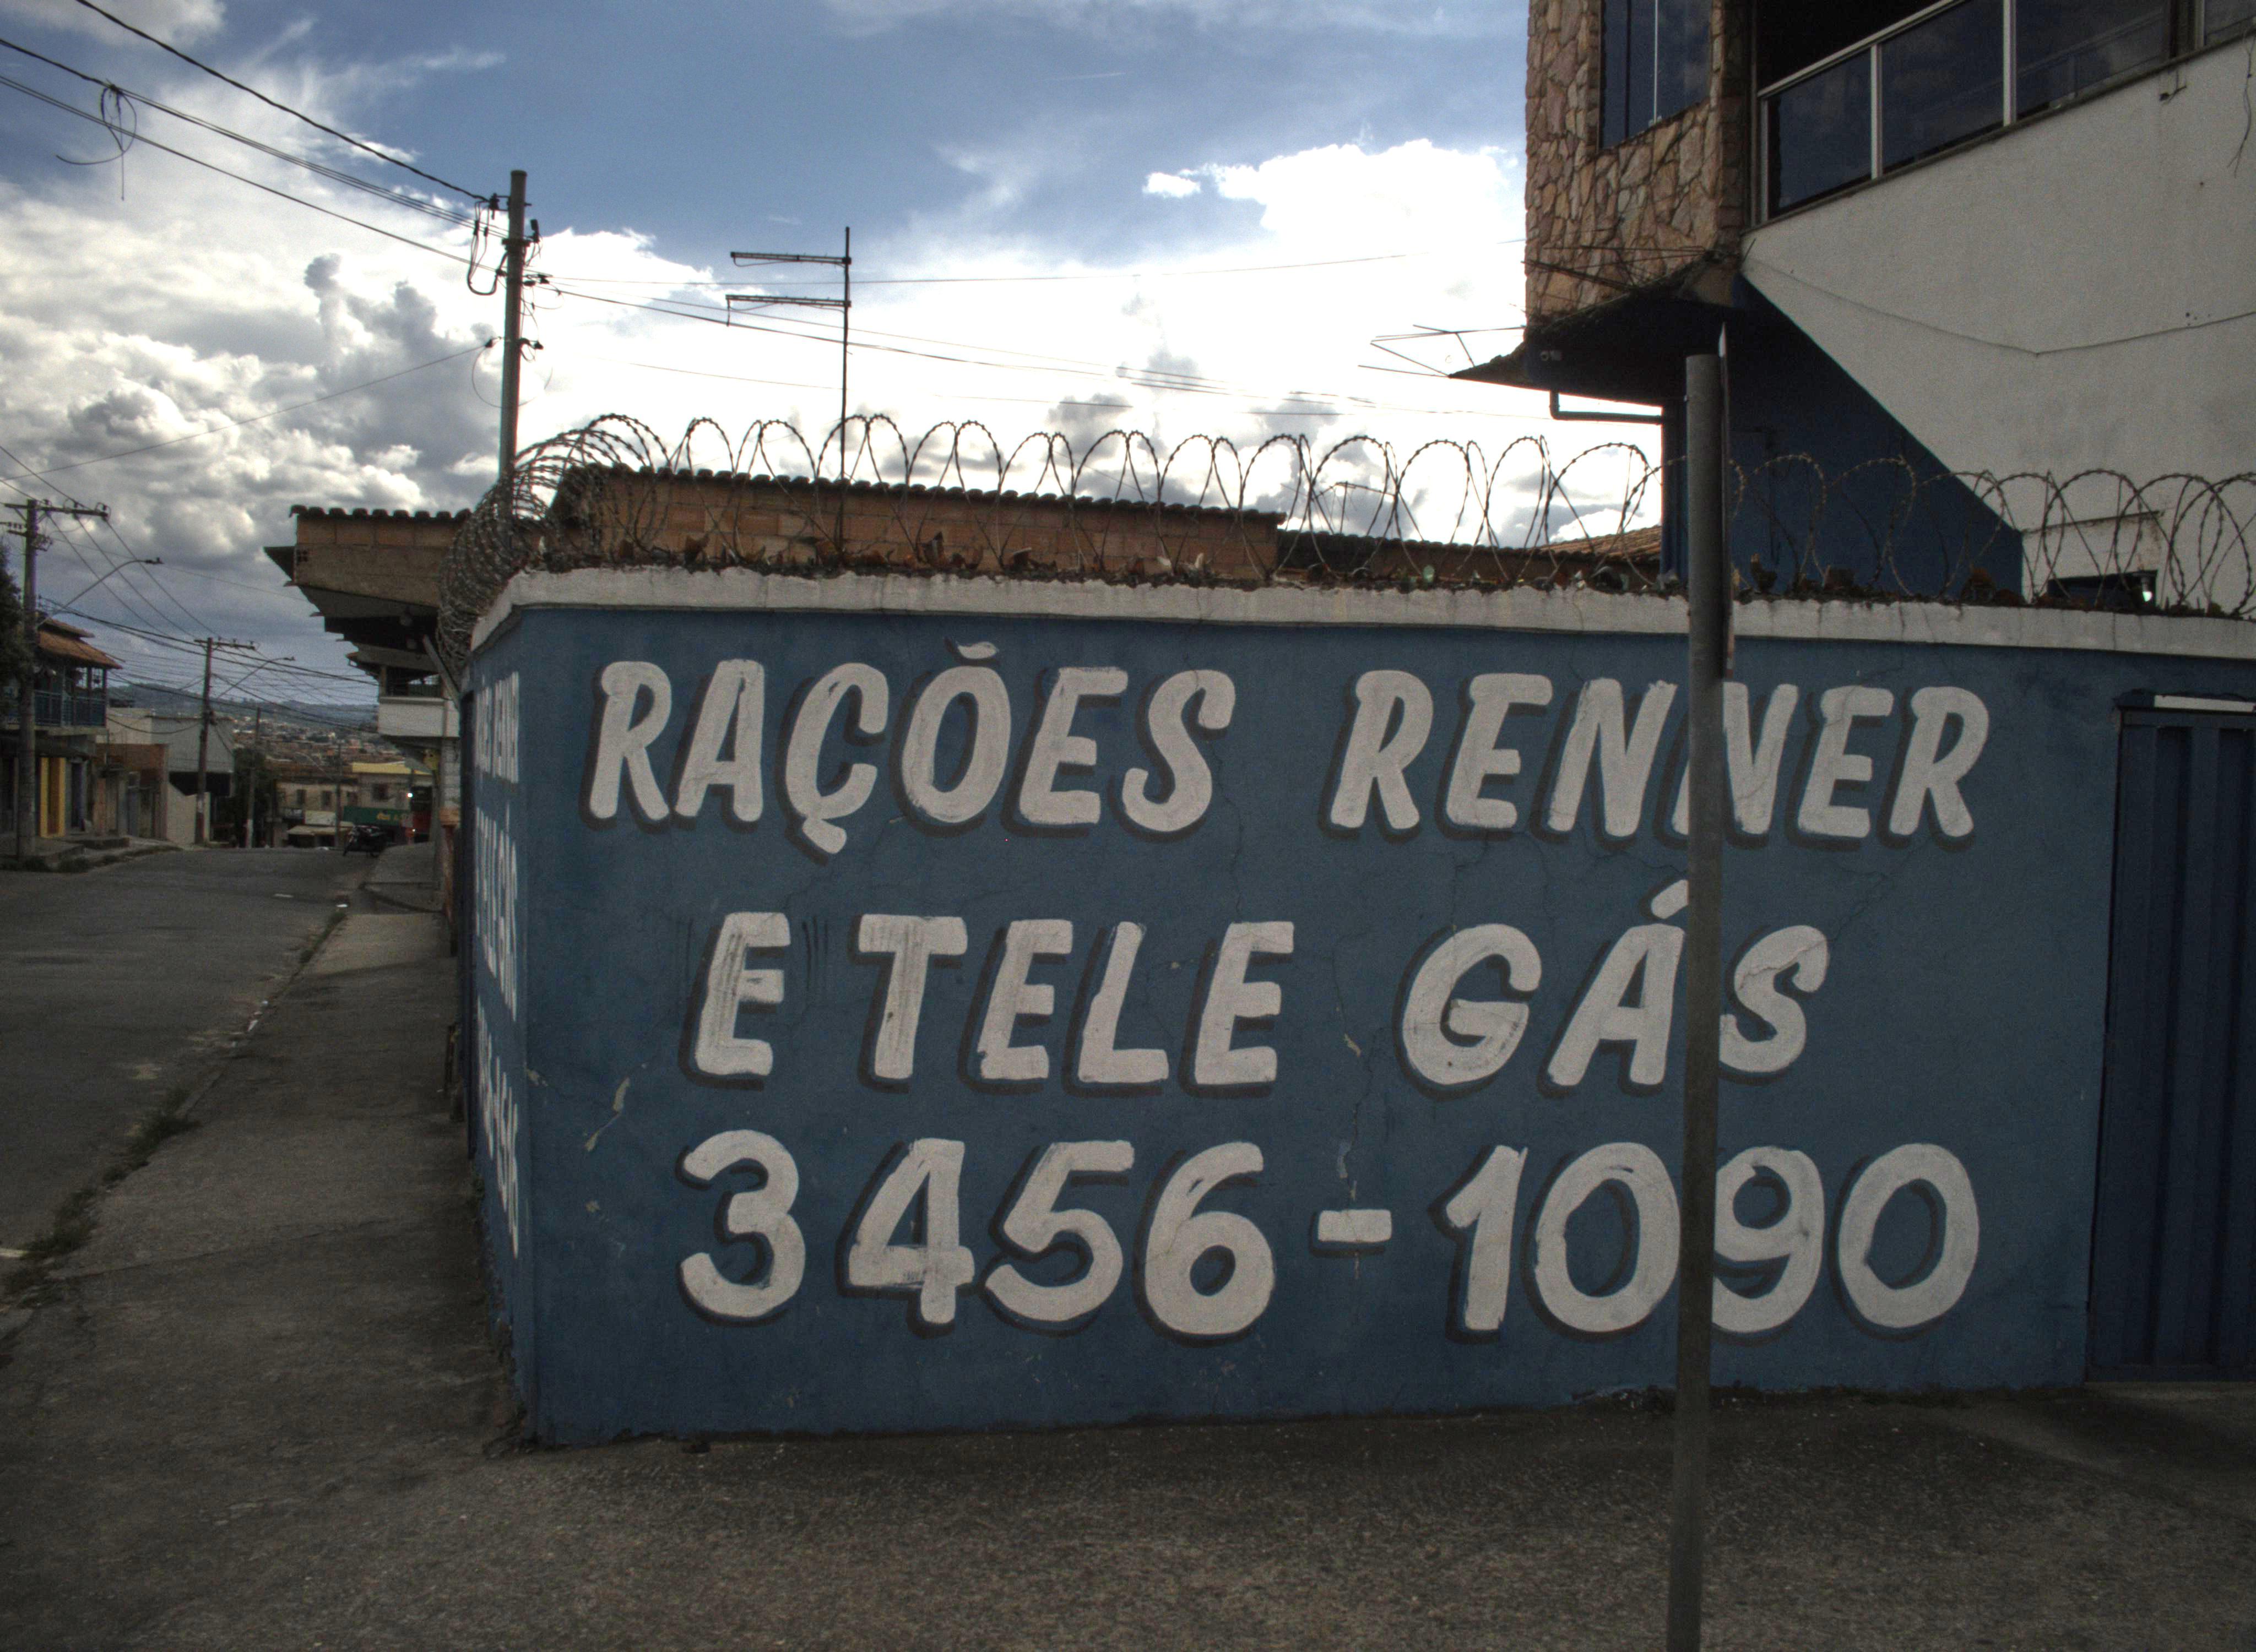 RAÇÕES RENNER
E TELE GÁS
3456-1090